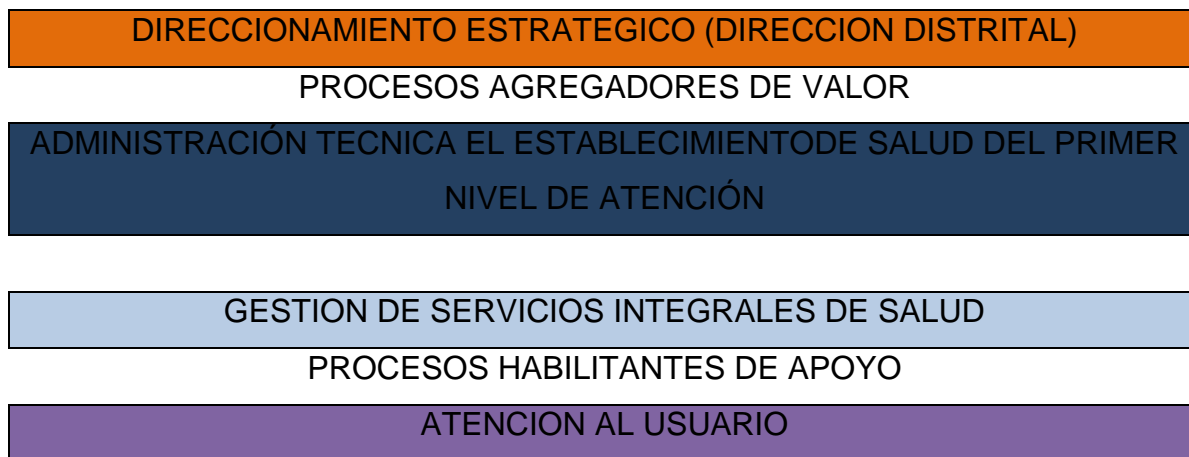 DIRECCIONAMIENTO ESTRATEGICO (DIRECCION DISTRITAL)
PROCESOS AGREGADORES DE VALOR
ADMINISTRACIÓN TECNICA EL ESTABLECIMIENTODE SALUD DEL PRIMER
NIVEL DE ATENCIÓN
GESTION DE SERVICIOS INTEGRALES DE SALUD
PROCESOS HABILITANTES DE APOYO
ATENCION AL USUARIO